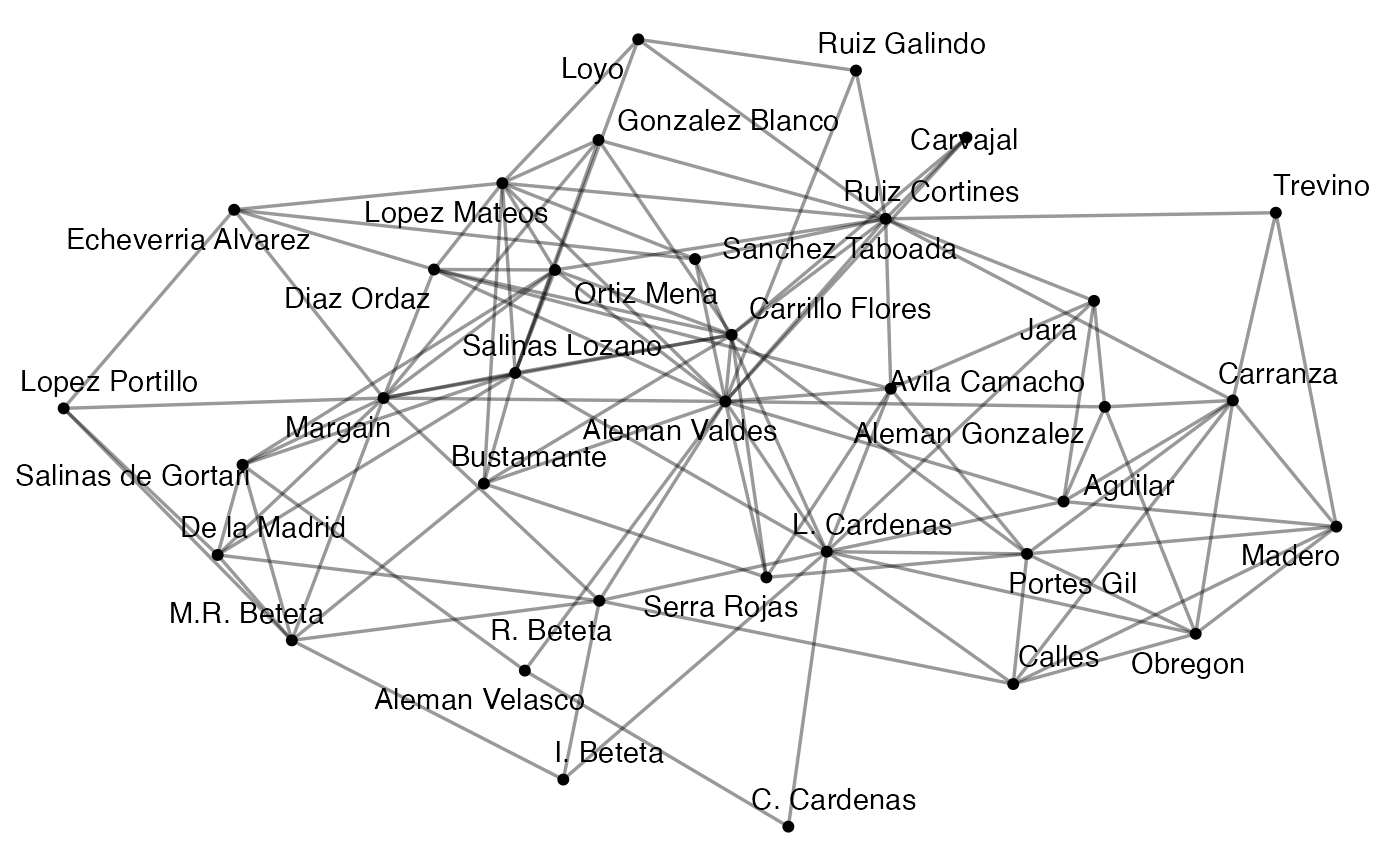 Ruiz Galindo
Loyo
Gonzalez Blanco
Carvajal
Trevino
Ruiz Cortines
Lopez Mateos
Echeverria Alvarez
Sanchez Taboada
Diaz Ordaz
Ortiz Mena
Carrillo Flores
Jara
Salinas Lozano
Lopez Portillo
Avila Camacho
Carranza
Margain
Aleman Valdes
Aleman Gonzalez
Bustamante
Salinas de Gortari
Aguilar
De la Madrid
L. Cardenas
Madero
Portes Gil
M.R. Beteta
Serra Rojas
R. Beteta
Calles
Obregon
Aleman Velasco
I. Beteta
C. Cardenas